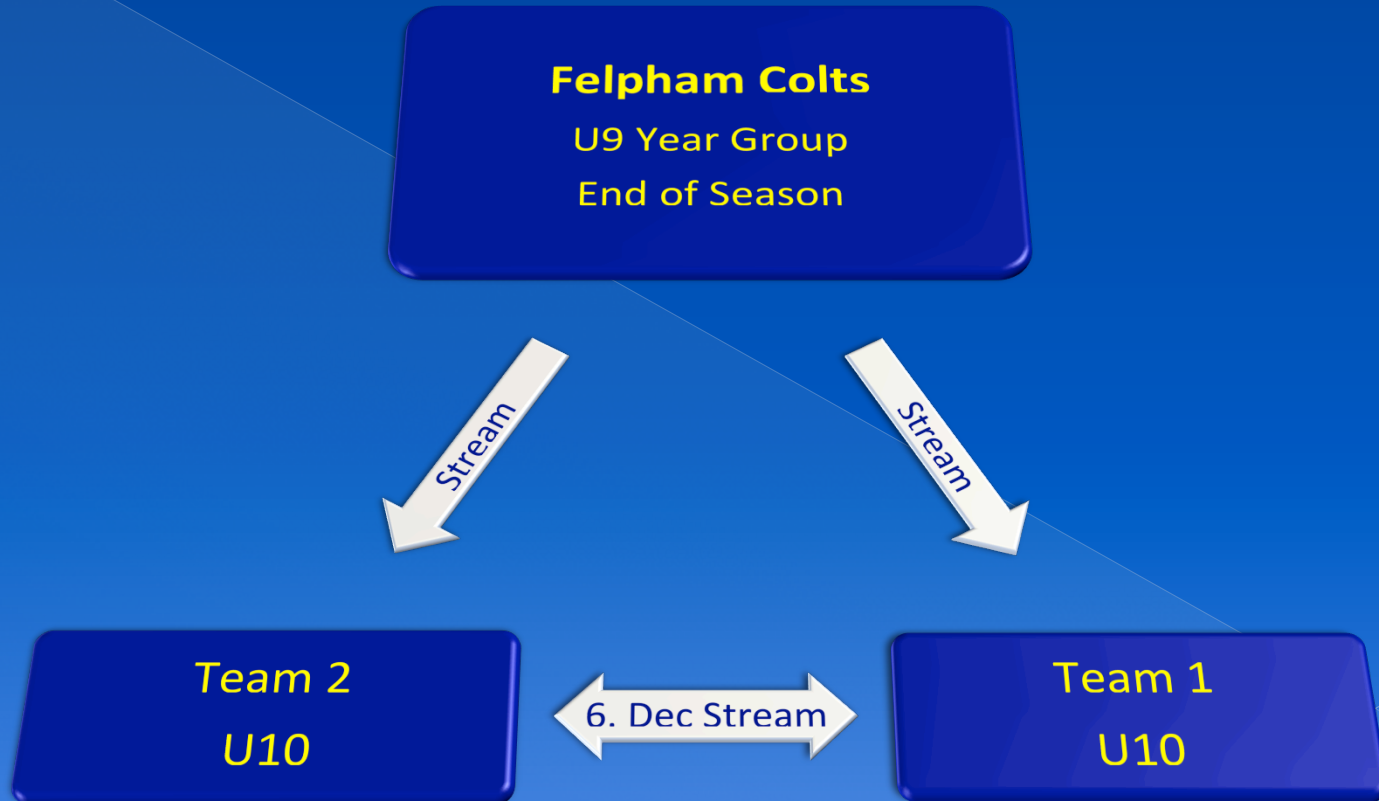 Felpham Colts
U9 Year Group
End of Season
Stream
Stream
Team 2
U10
6. Dec Stream
Team 1
U10